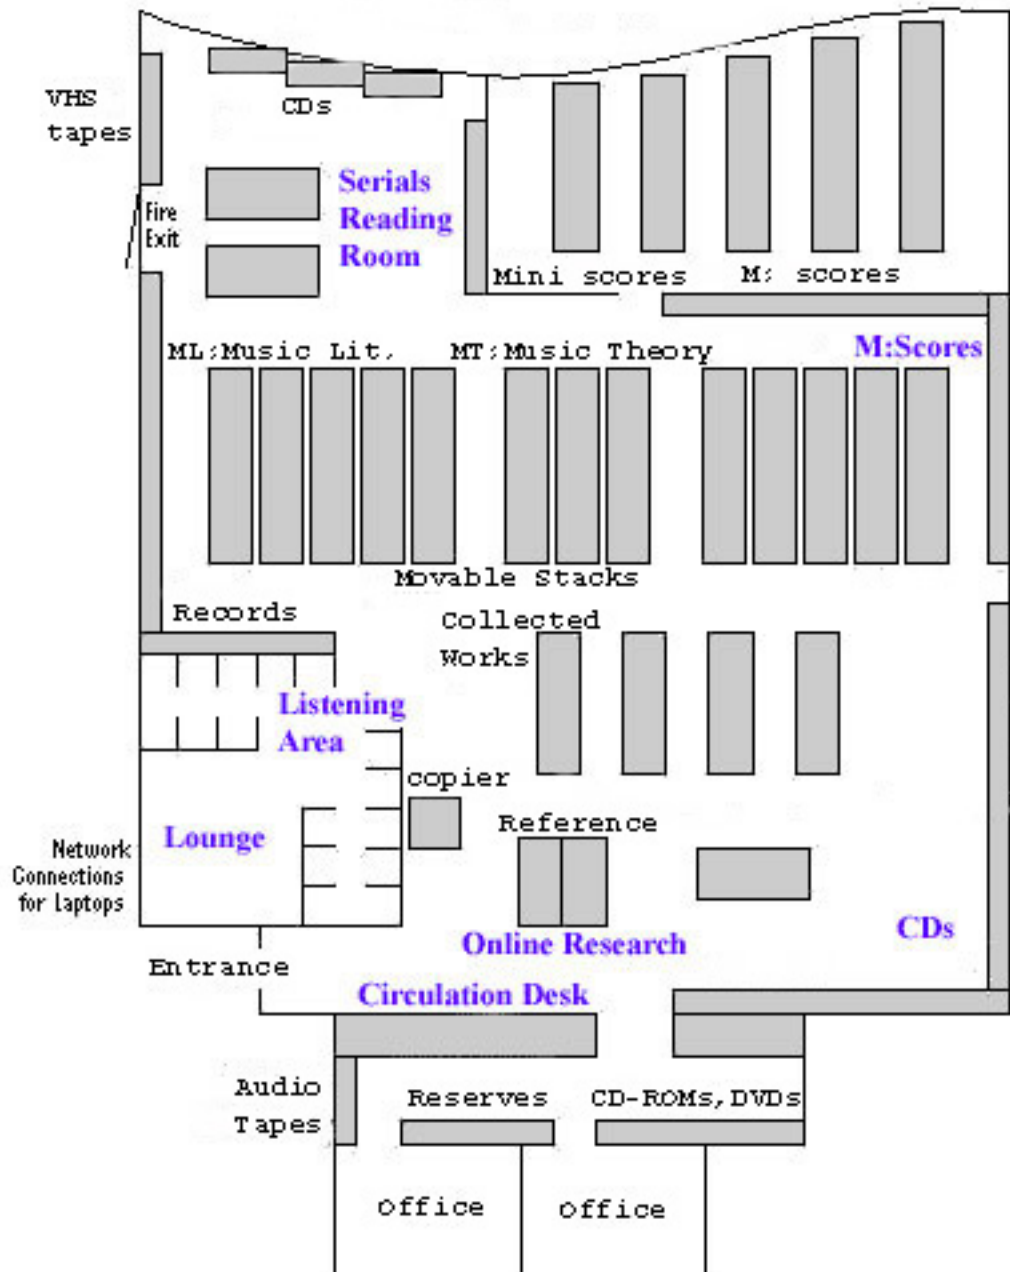 VHS
tapes
CDs
Fire
Exit
Serials
Reading
Room
Mini scores
M; scores
ML;Music Lit.
MT;Music Theory
M:Scores
Movable Stacks
Records
Collected
Works
Listening
Area
copier
Lounge
Reference
Network
Connections
for Laptops
CDs
Online Research
Entrance
Circulation Desk
Audio
Tapes
Reserves
CD-ROMs,DVDs
Office
Office